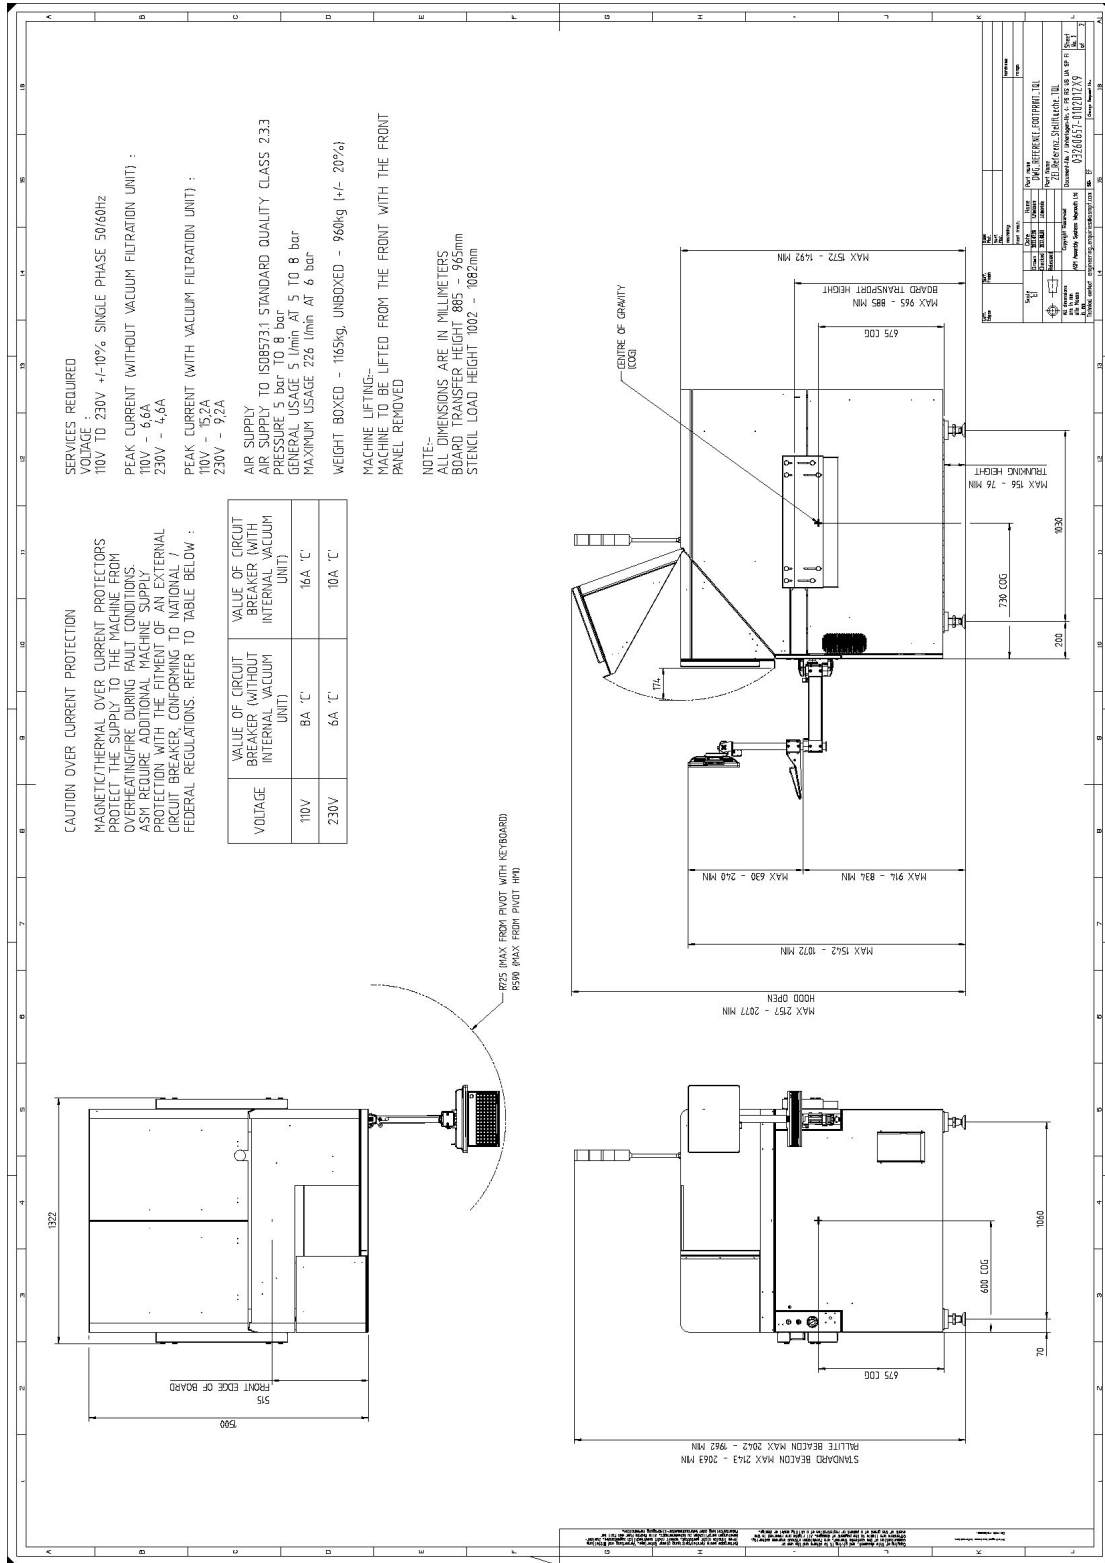 CAUTION OVER CURRENT PROTECTION
MAGNETIC/THERMAL OVER CURRENT PROTECTORS
PROTECT THE SUPPLY TO THE MACHINE FROM
OVERHEATING/FIRE DURING FAULT CONDITIONS.
ASM REQUIRE ADDITIONAL MACHINE SUPPLY
PROTECTION WITH THE FITMENT OF AN EXTERNAL
CIRCUIT BREAKER, CONFORMING TO NATIONAL /
FEDERAL REGULATIONS. REFER TO TABLE BELOW :
VOLTAGE
VALUE OF CIRCUIT
BREAKER (WITHOUT
INTERNAL VACUUM
UNIT)
VALUE OF CIRCUIT
BREAKER (WITH
INTERNAL VACUUM
UNIT)
110V
8A 'C'
16A 'C'
230V
6A 'C'
10A 'C'
SERVICES REQUIRED
VOLTAGE :
110V TO 230V +/-10% SINGLE PHASE 50/60Hz
PEAK CURRENT (WITHOUT VACUUM FILTRATION UNIT) :
110V - 6,6A
230V - 4,6A
PEAK CURRENT (WITH VACUUM FILTRATION UNIT) :
110V - 15,2A
230V - 9,2A
AIR SUPPLY
AIR SUPPLY TO ISO8573.1 STANDARD QUALITY CLASS 2.3.3
PRESSURE 5 bar TO 8 bar
GENERAL USAGE 5 l/min AT 5 TO 8 bar
MAXIMUM USAGE 226 l/min AT 6 bar
WEIGHT BOXED - 1165kg, UNBOXED - 960kg (+/- 20%)
MACHINE LIFTING:-
MACHINE TO BE LIFTED FROM THE FRONT WITH THE FRONT
PANEL REMOVED
NOTE:-
ALL DIMENSIONS ARE IN MILLIMETERS
BOARD TRANSFER HEIGHT 885 - 965mm
STENCIL LOAD HEIGHT 1002 - 1082mm
1322
1500
515
FRONT EDGE OF BOARD
R725 (MAX FROM PIVOT WITH KEYBOARD)
R590 (MAX FROM PIVOT HMI)
STANDARD BEACON MAX 2143 - 2063 MIN
PALLITE BEACON MAX 2042 - 1962 MIN
675 COG
70
600 COG
1060
MAX 2157 - 2077 MIN
HOOD OPEN
MAX 1542 - 1072 MIN
MAX 630 - 240 MIN
MAX 914 - 834 MIN
174
200
730 COG
1030
MAX 156 - 76 MIN
TRUNKING HEIGHT
CENTRE OF GRAVITY
(COG)
675 COG
MAX 965 - 885 MIN
BOARD TRANSPORT HEIGHT
MAX 1572 - 1492 MIN
DWG_REFERENCE_FOOTPRINT_TQL
ZEI_Referenz_Stellflaeche_TQL
03260657-010201ZX9